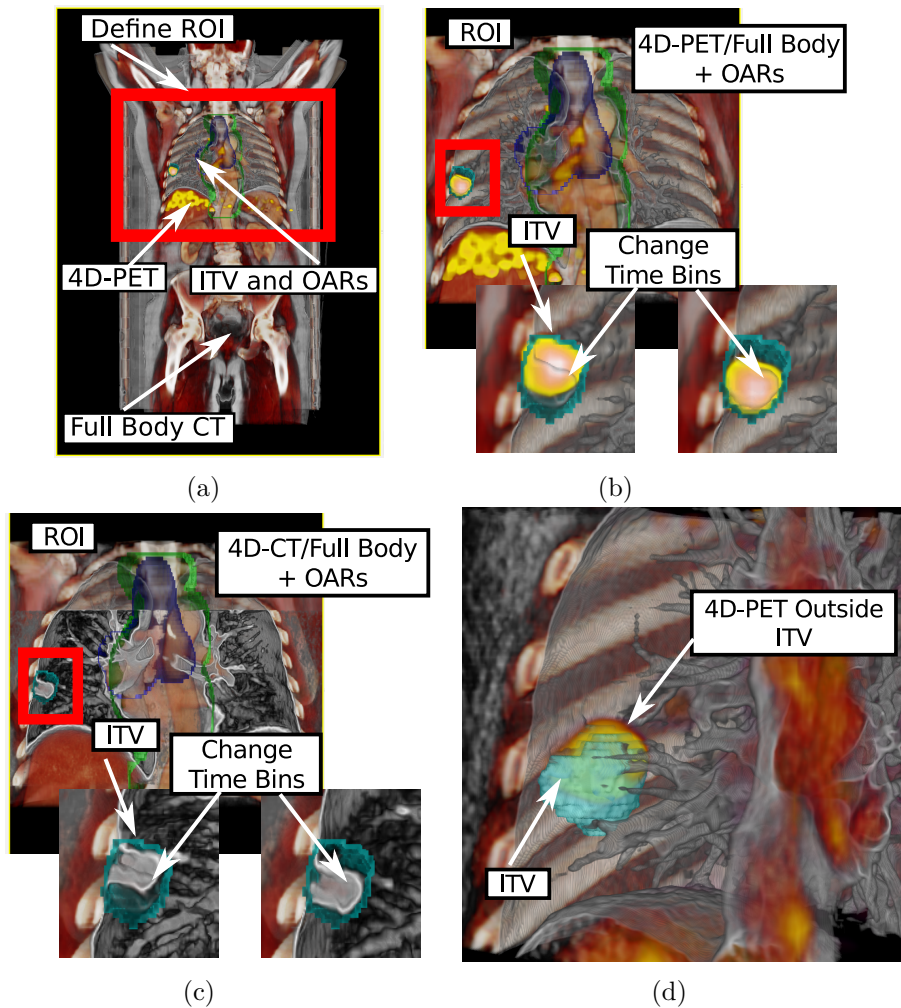 Define ROI
4D-PET
ITV and OARs
Full Body CT
(a)
ROI
4D-PET/Full Body
+ OARs
ITV
Change
Time Bins
(b)
ROI
4D-CT/Full Body
+ OARs
ITV
Change
Time Bins
(c)
4D-PET Outside
ITV
ITV
(d)